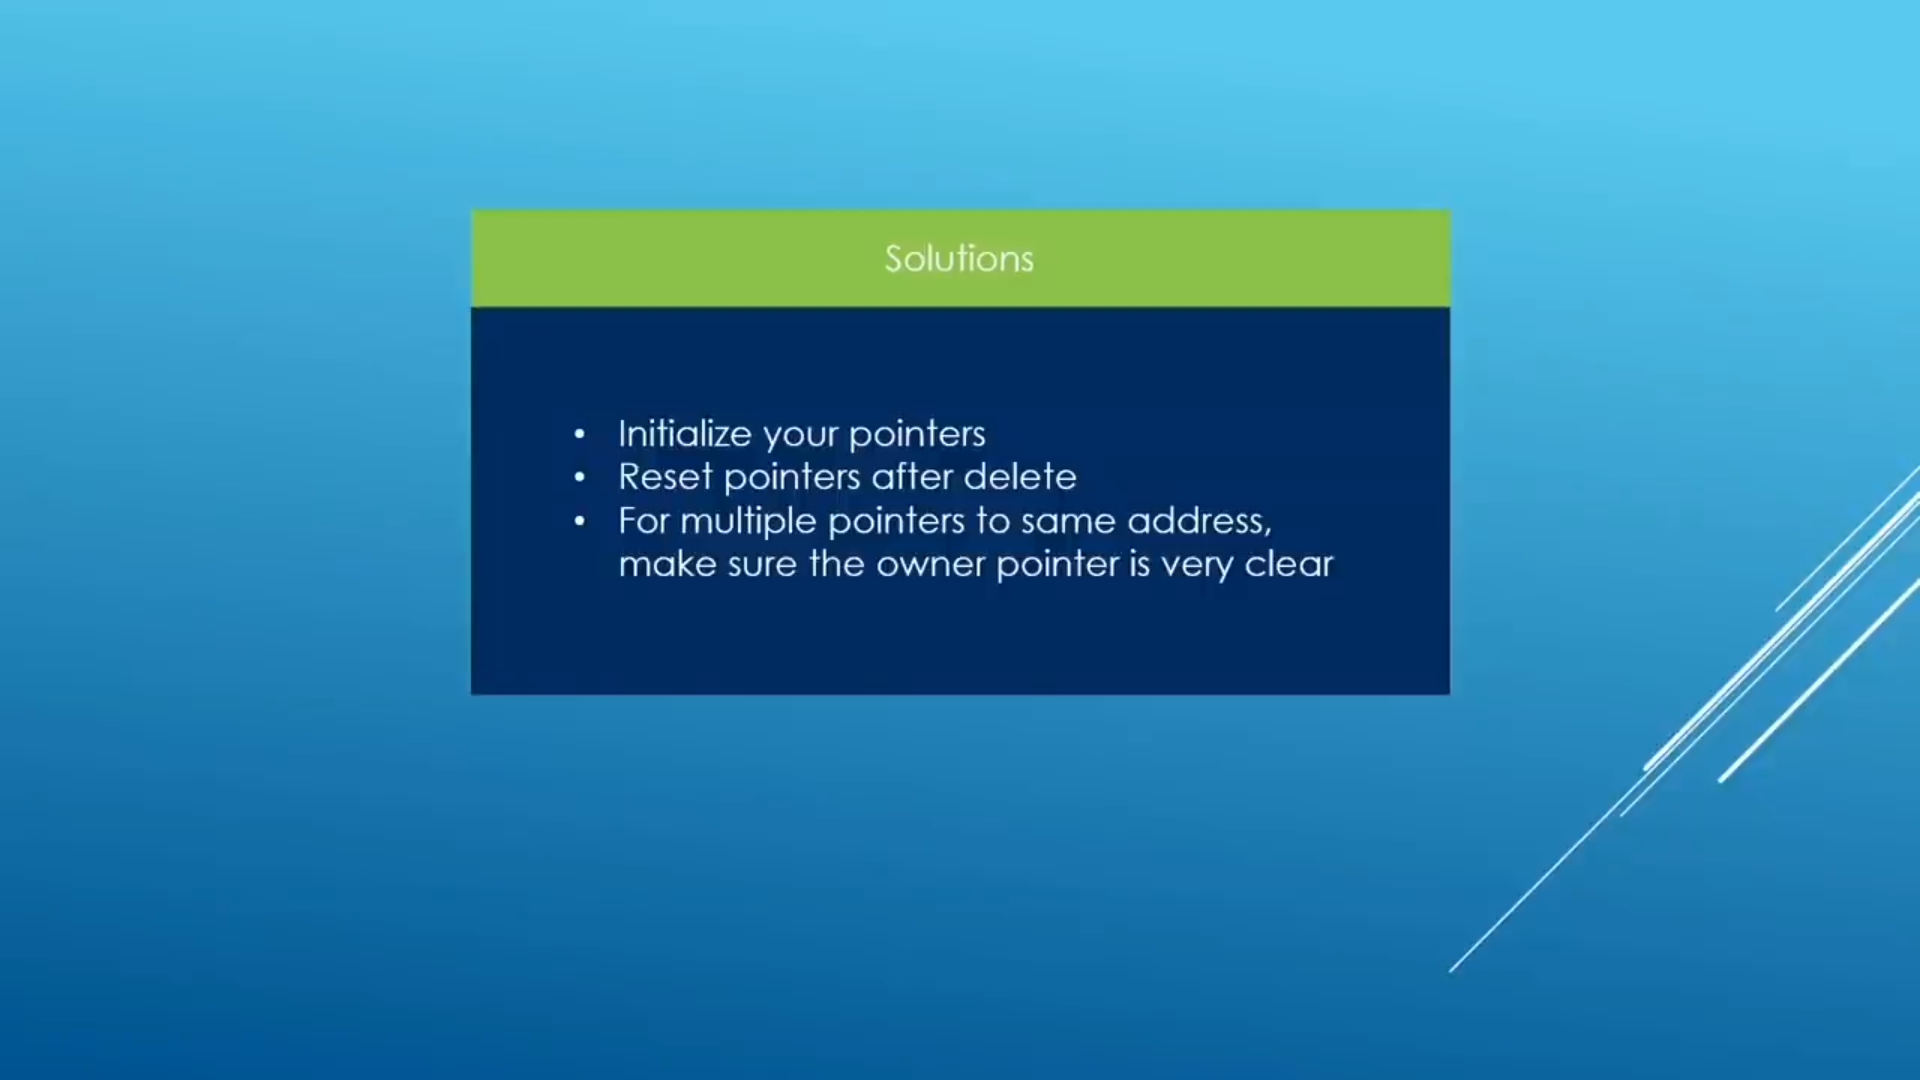 Solutions
• Initialize your pointers
• Reset pointers after delete
• For multiple pointers to same address,
make sure the owner pointer is very clear